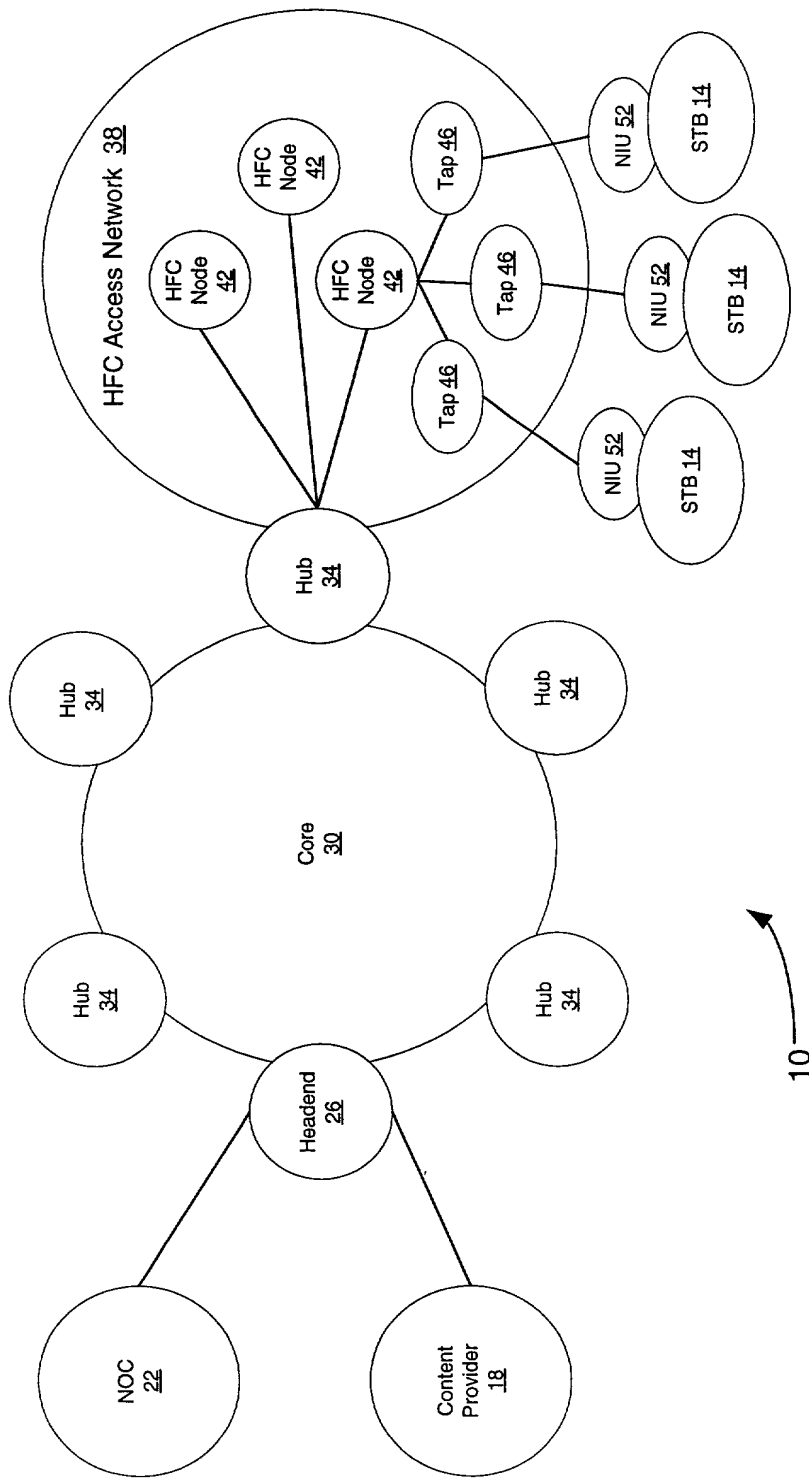 NOC
22
Content
Provider
18
Headend
26
Hub
34
Hub
34
Core
30
Hub
34
Hub
34
Hub
34
HFC Access Network 38
HFC
Node
42
HFC
Node
42
HFC
Node
42
Tap 46
Tap 46
Tap 46
NIU 52
STB 14
NIU 52
STB 14
NIU 52
STB 14
10